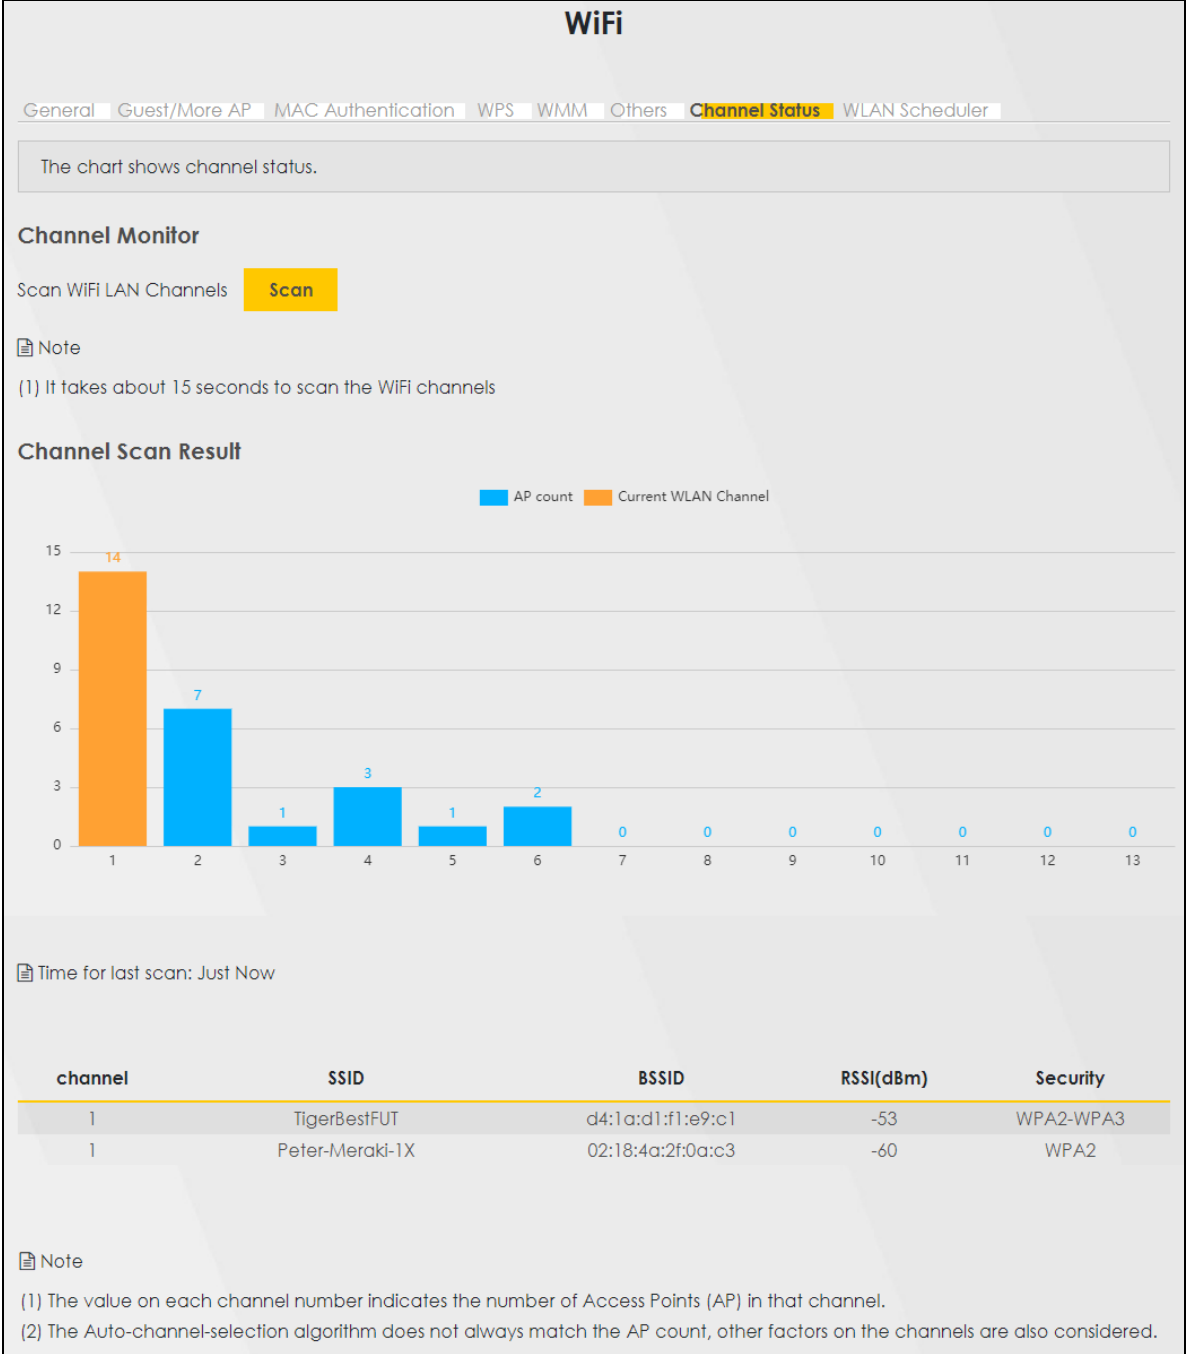 WiFi
General Guest/More AP MAC Authentication WPS WMM Others Channel Status WLAN Scheduler
The chart shows channel status.
Channel Monitor
Scan WiFi LAN Channels Scan
Note
(1) It takes about 15 seconds to scan the WiFi channels
Channel Scan Result
AP count Current WLAN Channel
15
14
12
9
7
6
3
3
2
1
1
0 0 0 0 0 0 0
0
1 2 3 4 5 6 7 8 9 10 11 12 13
Time for last scan: Just Now
channel SSID BSSID RSSI(dBm) Security
1 TigerBestFUT d4:1a:d1:f1:e9:c1 -53 WPA2-WPA3
1 Peter-Meraki-1X 02:18:4a:2f:0a:c3 -60 WPA2
Note
(1) The value on each channel number indicates the number of Access Points (AP) in that channel.
(2) The Auto-channel-selection algorithm does not always match the AP count, other factors on the channels are also considered.